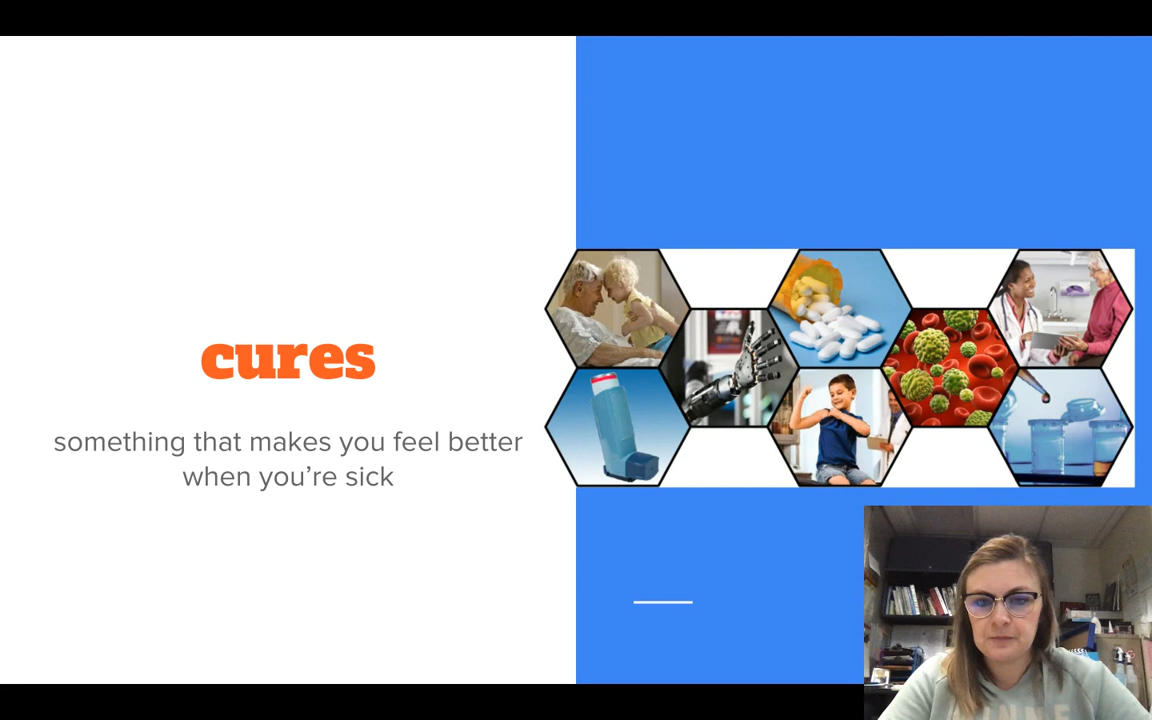 cures
something that makes you feel better
when you’re sick